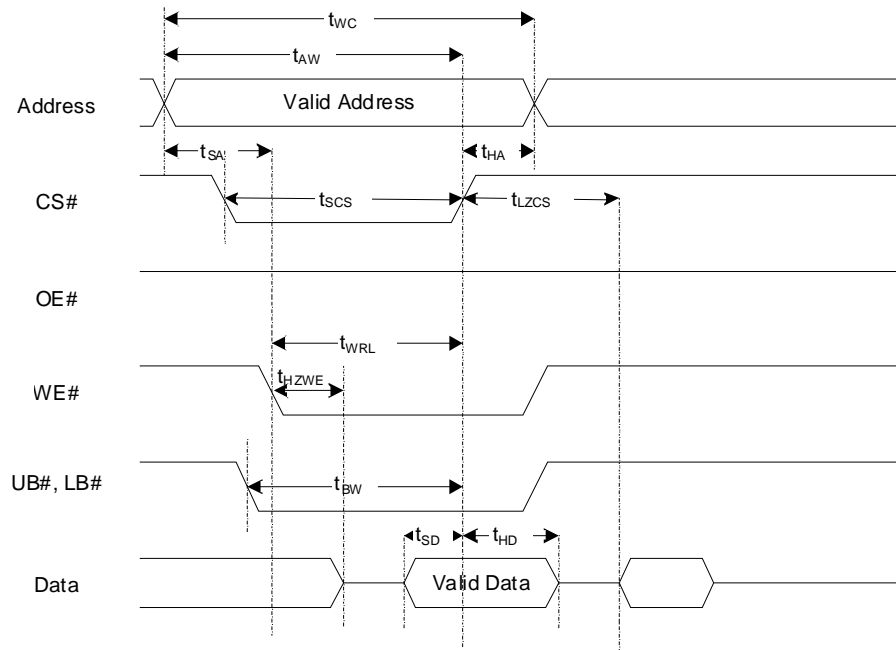 tWC
tAW
Address
Valid Address
tSA
tHA
CS#
tSCS
tLZCS
OE#
tWRL
tHZWE
WE#
UB#, LB#
tBW
tSD
tHD
Data
Valid Data